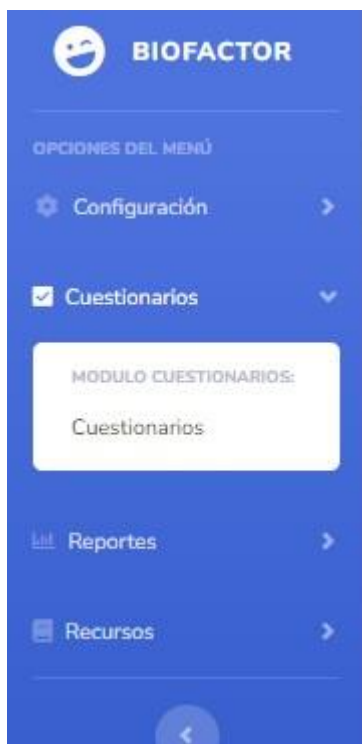 BIOFACTOR
OPCIONES DEL MENÚ
Configuración
Cuestionarios
MODULO CUESTIONARIOS:
Cuestionarios
Reportes
Recursos